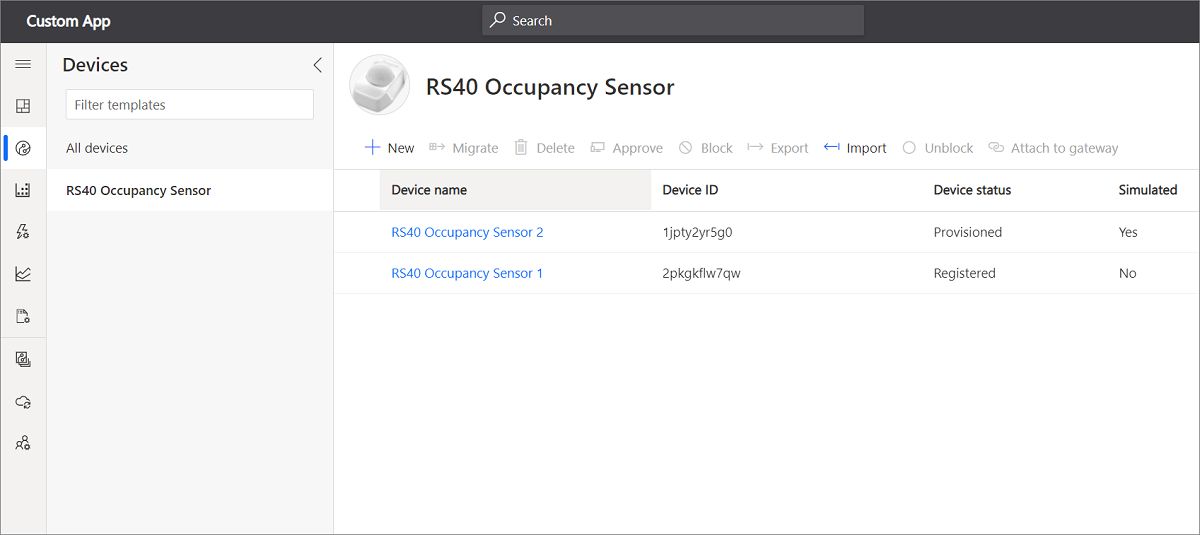 Custom App
Search
Devices
Filter templates
All devices
RS40 Occupancy Sensor
RS40 Occupancy Sensor
New Migrate Delete Approve Block Export Import Unblock Attach to gateway
Device name Device ID Device status Simulated
RS40 Occupancy Sensor 2 1jpty2yr5g0 Provisioned Yes
RS40 Occupancy Sensor 1 2pkgkflw7qw Registered No